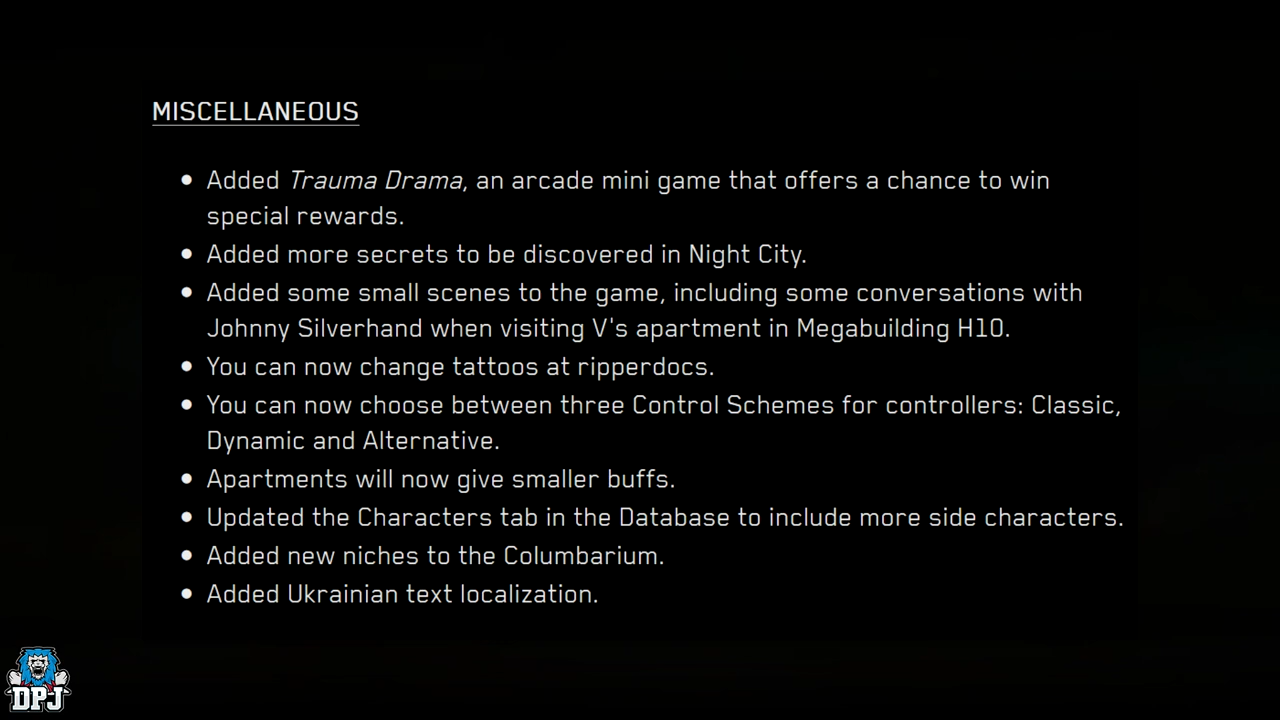 MISCELLANEOUS
• Added Trauma Drama, an arcade mini game that offers a chance to win
special rewards.
• Added more secrets to be discovered in Night City.
• Added some small scenes to the game, including some conversations with
Johnny Silverhand when visiting V's apartment in Megabuilding H10.
• You can now change tattoos at ripperdocs.
• You can now choose between three Control Schemes for controllers: Classic,
Dynamic and Alternative.
• Apartments will now give smaller buffs.
• Updated the Characters tab in the Database to include more side characters.
• Added new niches to the Columbarium.
• Added Ukrainian text localization.
DPJ